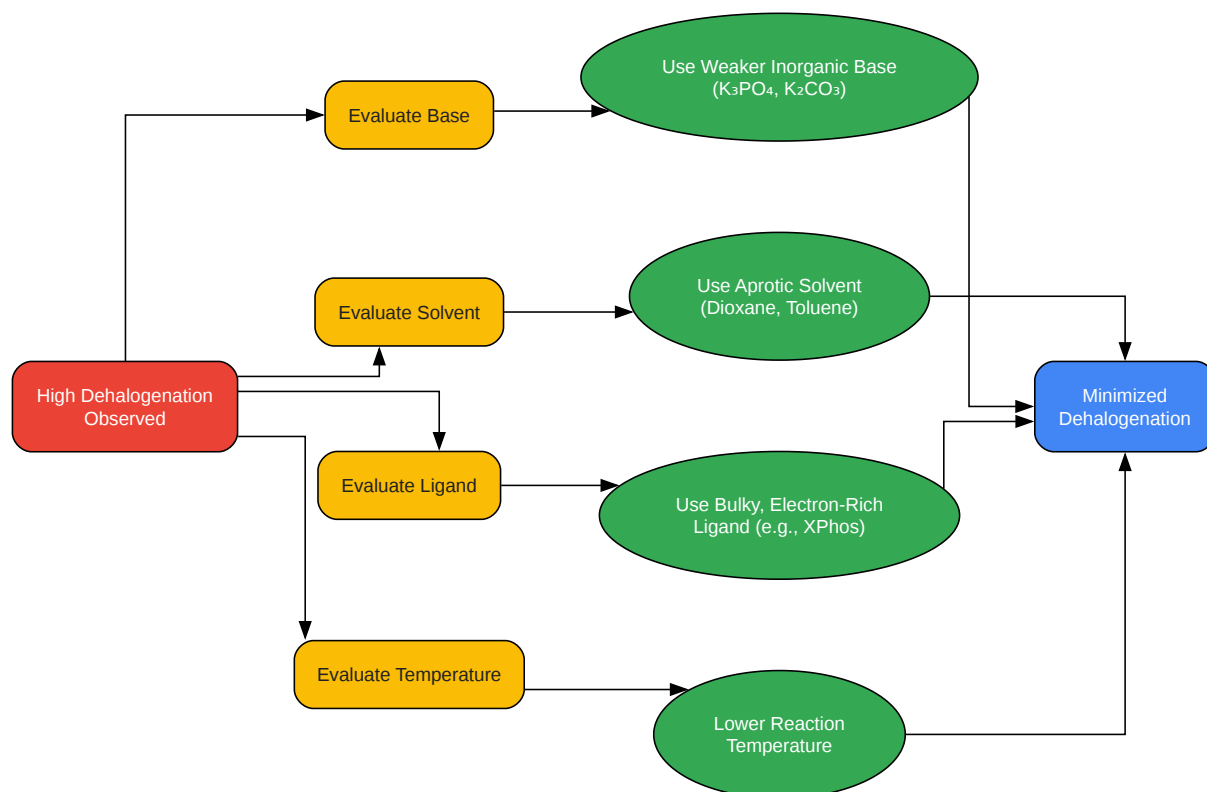 Use Weaker Inorganic Base
(K₃PO₄, K₂CO₃)
Evaluate Base
Use Aprotic Solvent
(Dioxane, Toluene)
Evaluate Solvent
High Dehalogenation
Observed
Minimized
Dehalogenation
Evaluate Ligand
Use Bulky, Electron-Rich
Ligand (e.g., XPhos)
Evaluate Temperature
Lower Reaction
Temperature